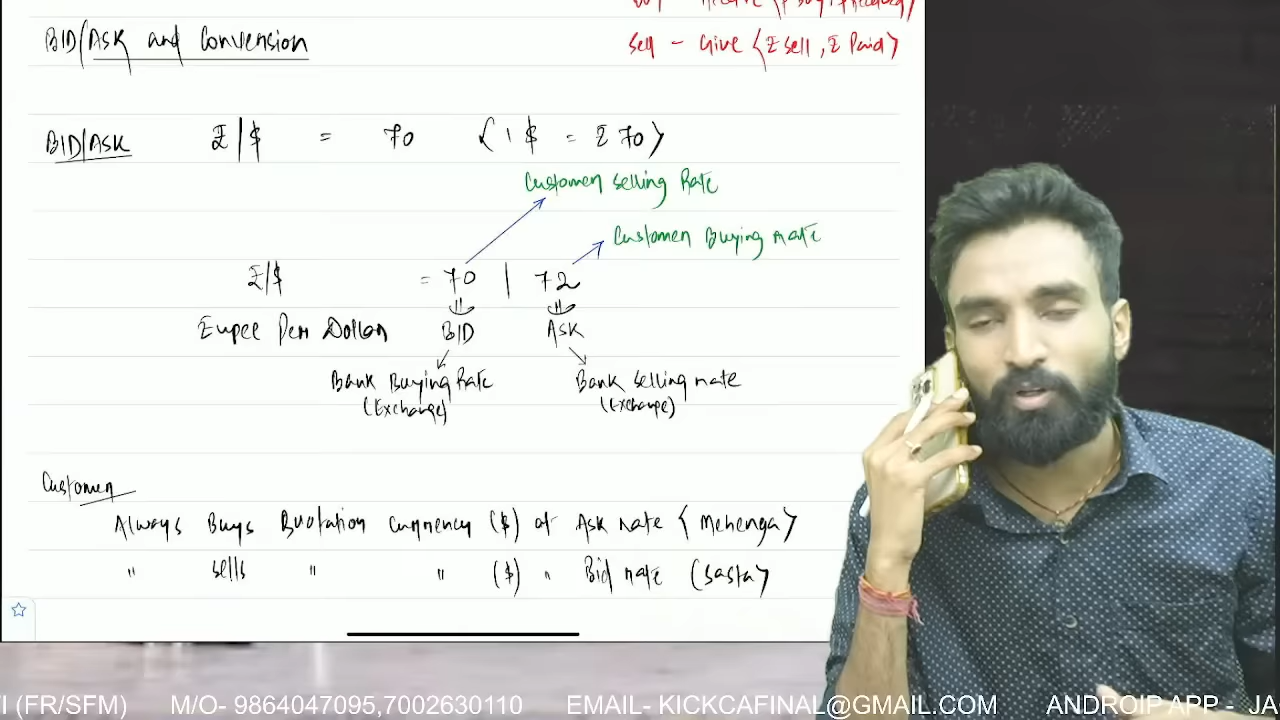 Sell - Give {₹ sell, ₹ Paid}
BID/ASK and Convension
BID/ASK ₹|$ = 70 {1 $ = ₹ 70}
Customer Selling Rate
Customer Buying rate
₹|$ = 70 | 72
Rupee Per Dollar BID ASK
Bank Buying Rate Bank Selling rate
(Exchange) (Exchange)
Customer
Always Buys Quotation currency ($) at Ask rate {Mehenga}
" sells " " ($) " Bid rate (Sasta}
I (FR/SFM) M/O- 9864047095,7002630110 EMAIL- KICKCAFINAL@GMAIL.COM ANDROIP APP - JA